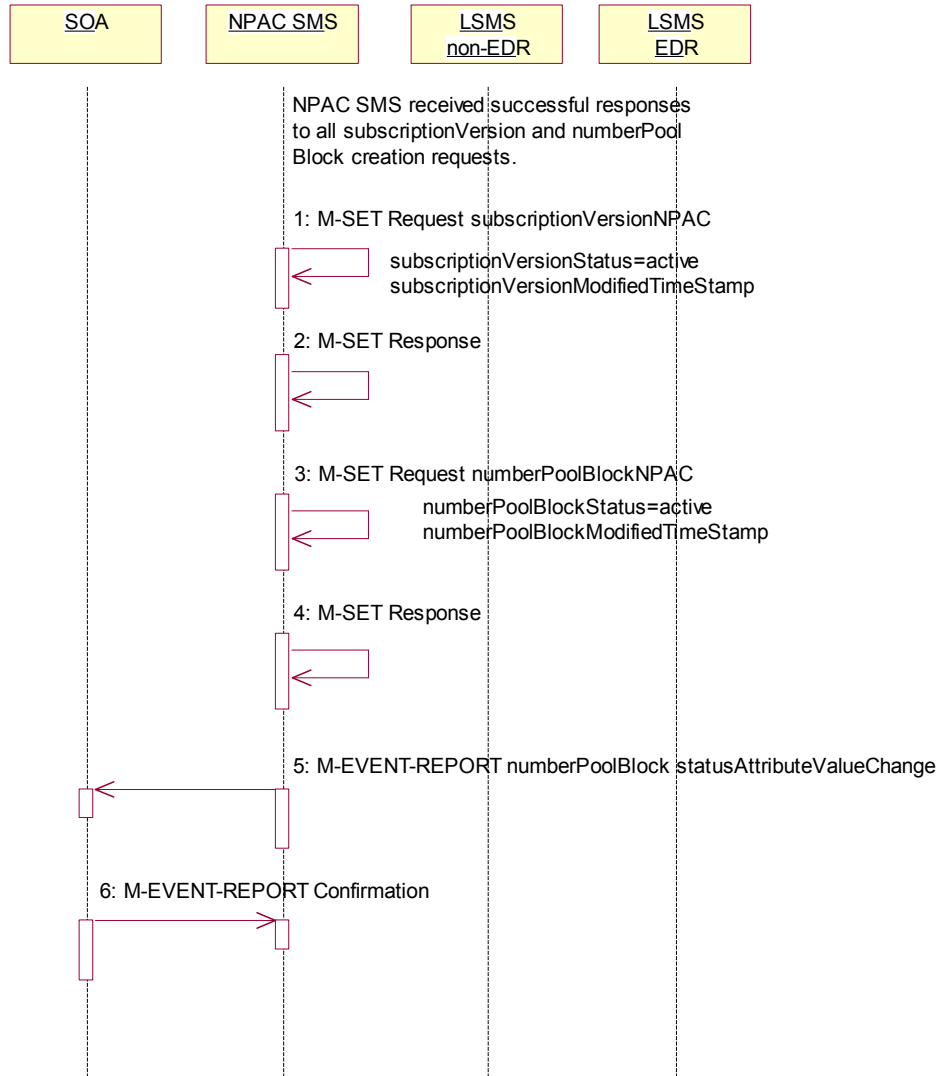 SOA
NPAC SMS
LSMS
non-EDR
LSMS
EDR
NPAC SMS received successful responses
to all subscriptionVersion and numberPool
Block creation requests.
1: M-SET Request subscriptionVersionNPAC
subscriptionVersionStatus=active
subscriptionVersionModifiedTimeStamp
2: M-SET Response
3: M-SET Request numberPoolBlockNPAC
numberPoolBlockStatus=active
numberPoolBlockModifiedTimeStamp
4: M-SET Response
5: M-EVENT-REPORT numberPoolBlock statusAttributeValueChange
6: M-EVENT-REPORT Confirmation